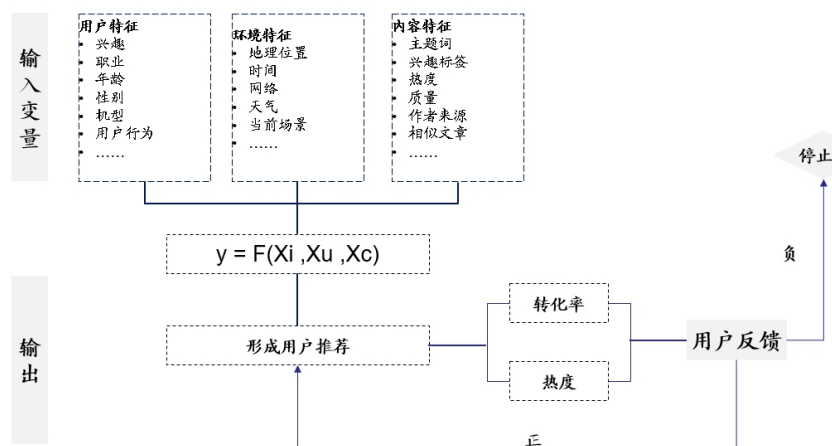 输入变量
用户特征
• 兴趣
• 职业
• 年龄
• 性别
• 机型
• 用户行为
• ……
环境特征
• 地理位置
• 时间
• 网络
• 天气
• 当前场景
• ……
内容特征
• 主题词
• 兴趣标签
• 热度
• 质量
• 作者来源
• 相似文章
• ……
停止
y = F(Xi ,Xu ,Xc)
负
输出
形成用户推荐
转化率
热度
用户反馈
正